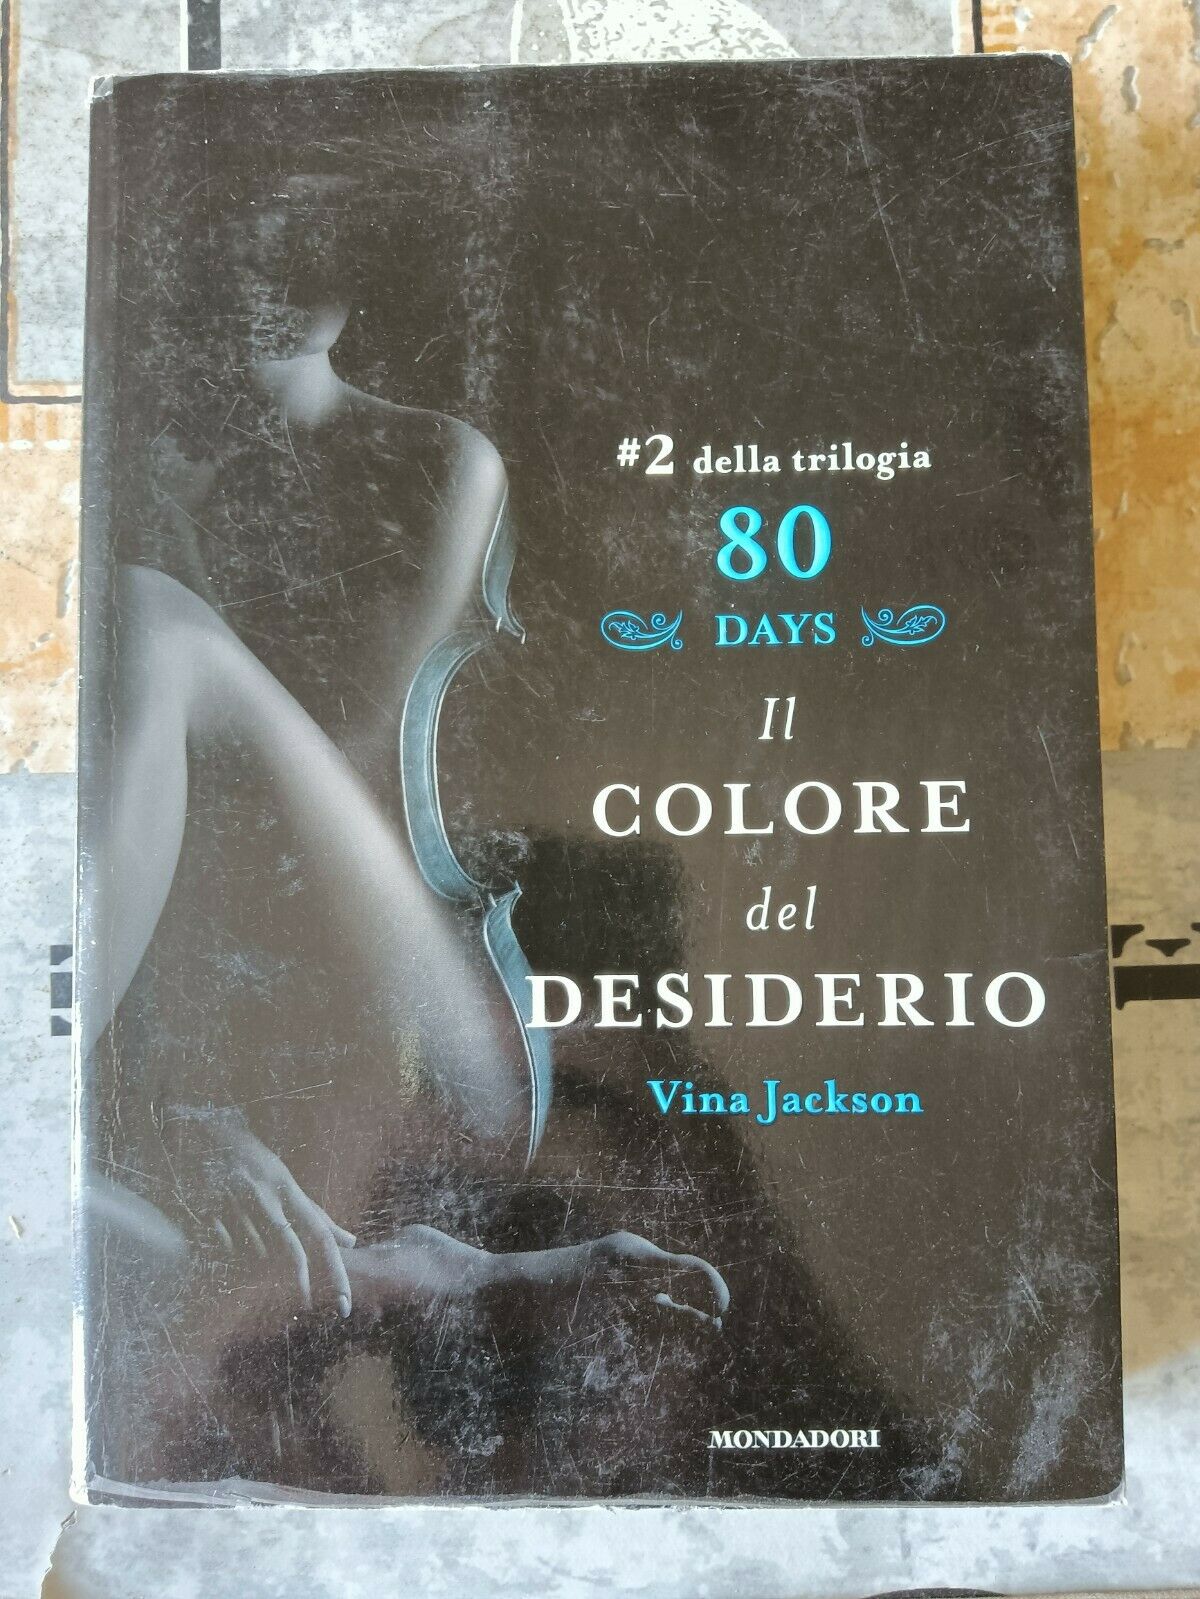 #2 della trilogia
80
DAYS
Il
COLORE
del
DESIDERIO
Vina Jackson
MONDADORI